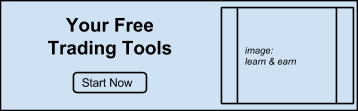 Your Free
Trading Tools
Start Now
image:
learn & earn